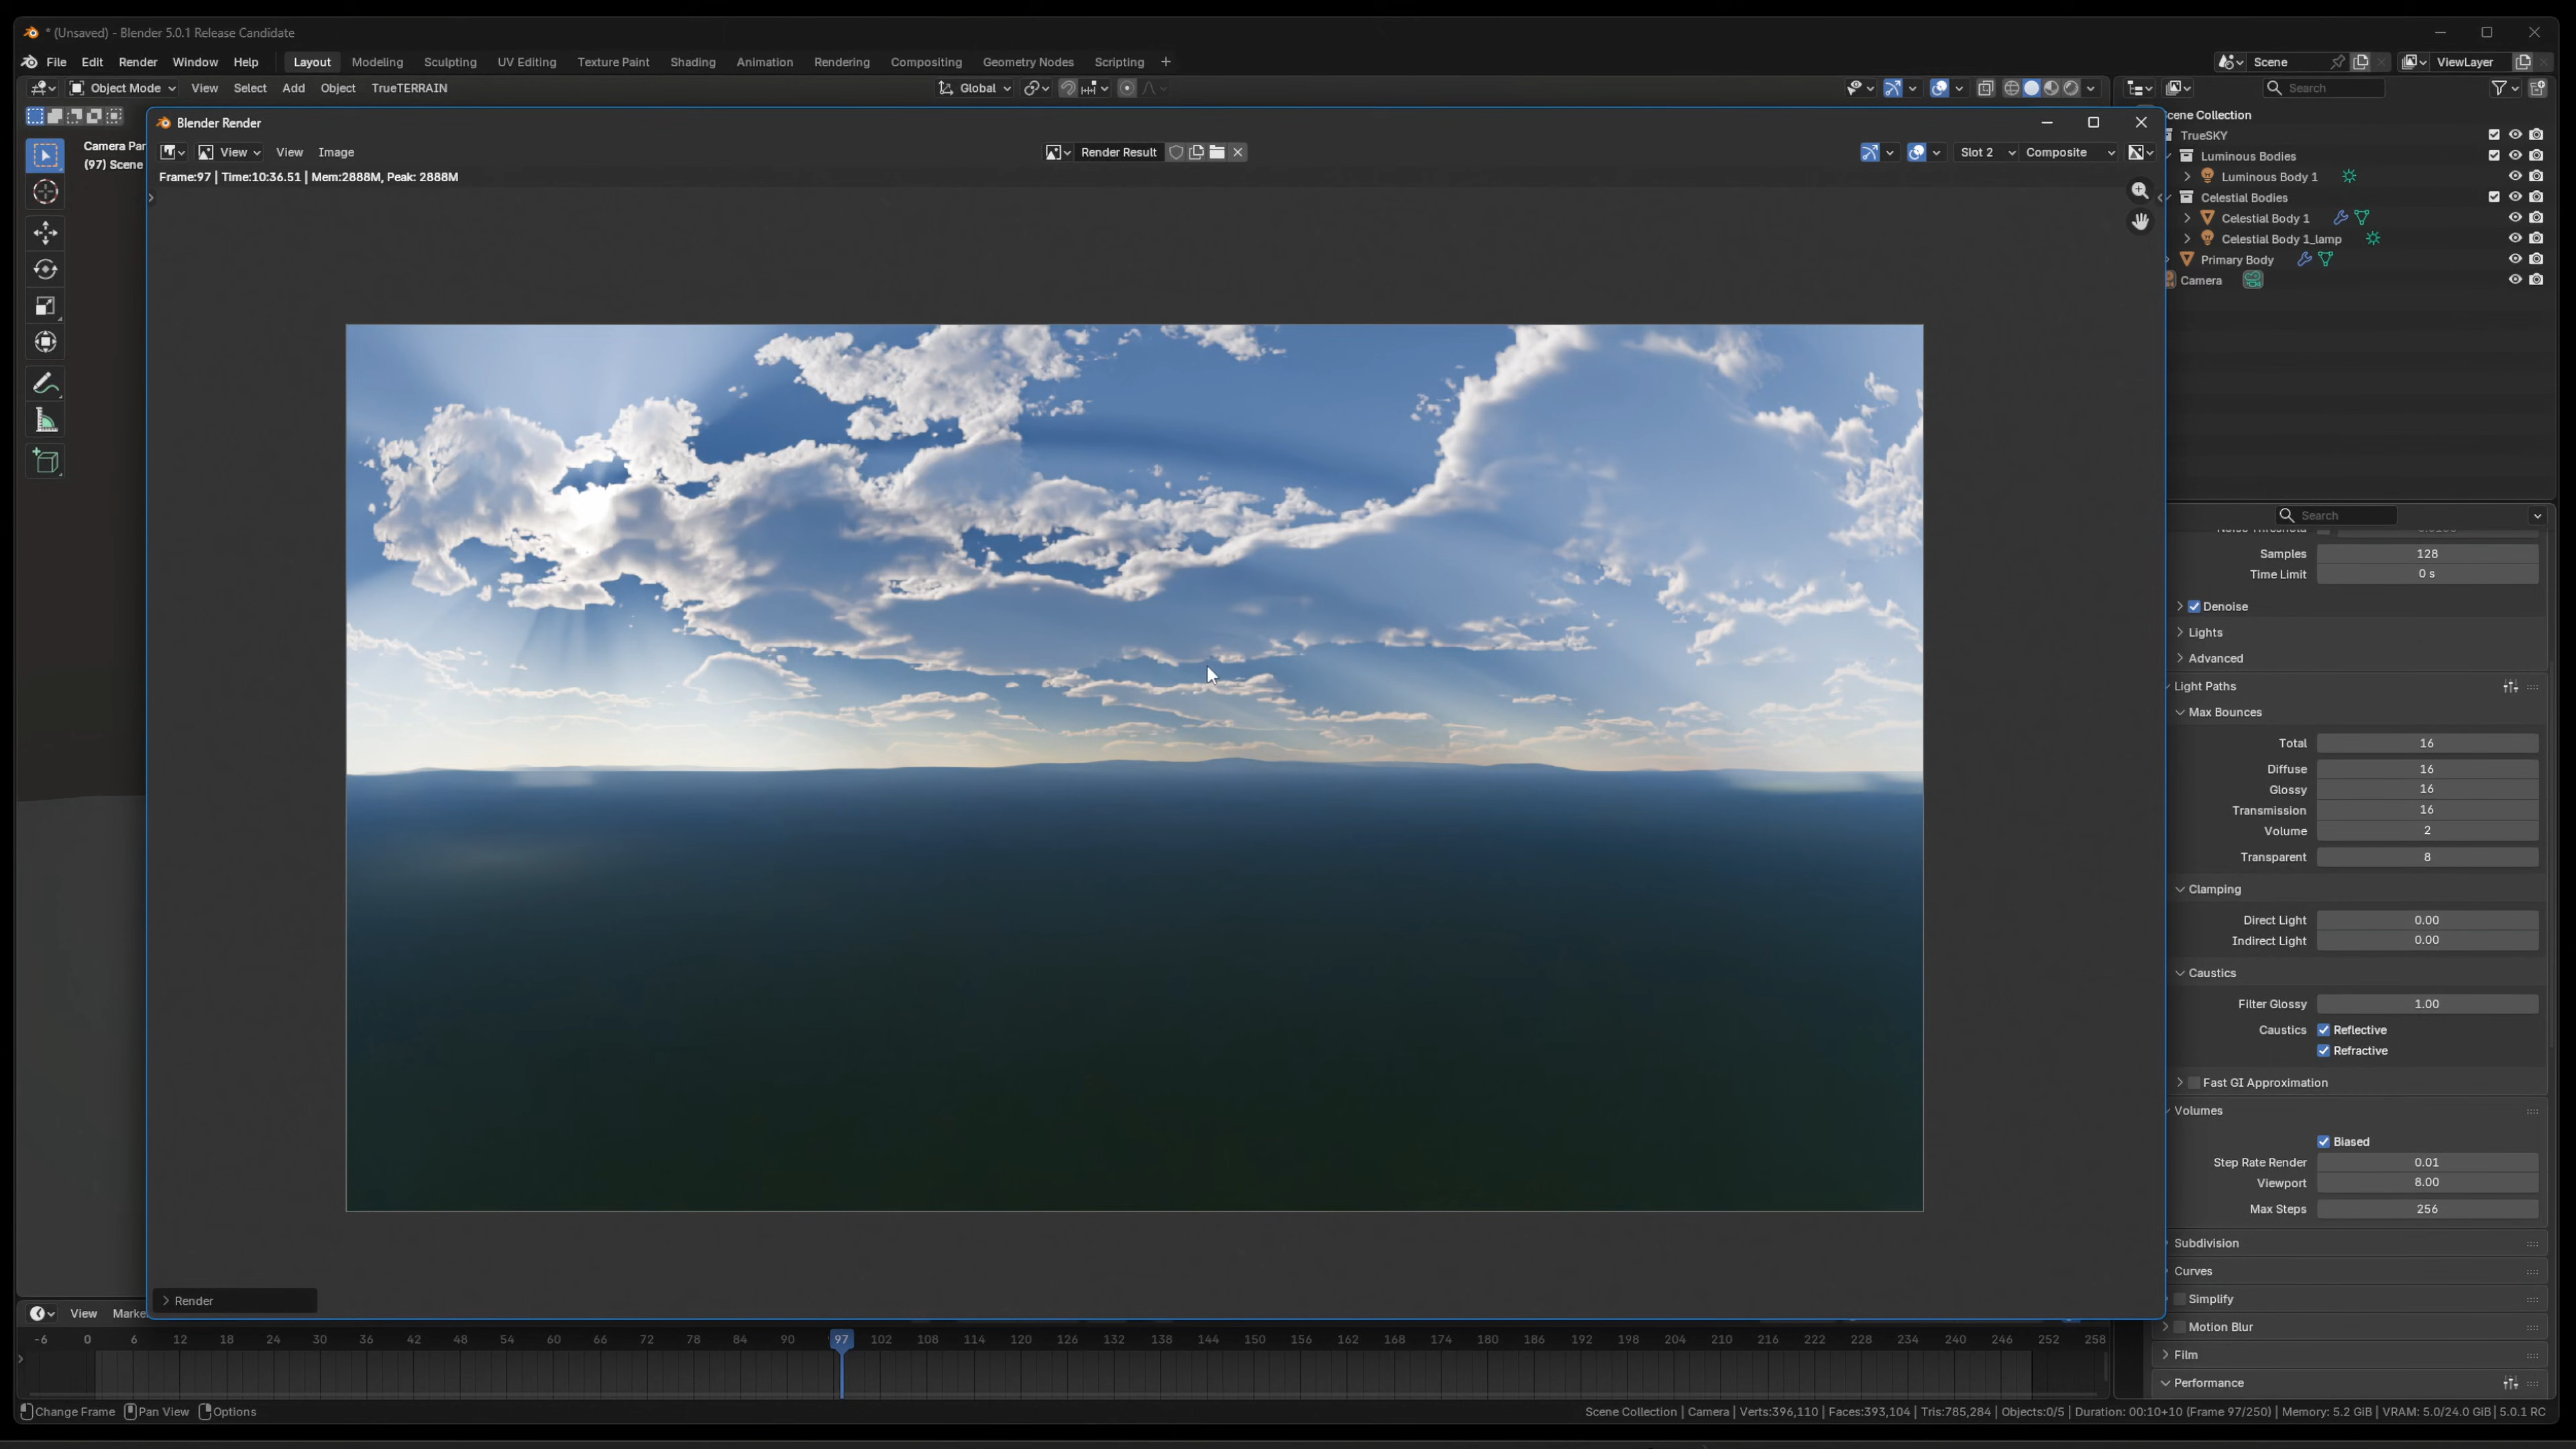 * (Unsaved) - Blender 5.0.1 Release Candidate
File Edit Render Window Help Layout Modeling Sculpting UV Editing Texture Paint Shading Animation Rendering Compositing Geometry Nodes Scripting + Scene ViewLayer
Object Mode View Select Add Object TrueTERRAIN Global Search
Camera Par
(97) Scene
Blender Render
View View Image Render Result Slot 2 Composite
Frame:97 | Time:10:36.51 | Mem:2888M, Peak: 2888M
cene Collection
TrueSKY
Luminous Bodies
Luminous Body 1
Celestial Bodies
Celestial Body 1
Celestial Body 1_lamp
Primary Body
Camera
Search
Samples 128
Time Limit 0 s
Denoise
Lights
Advanced
Light Paths
Max Bounces
Total 16
Diffuse 16
Glossy 16
Transmission 16
Volume 2
Transparent 8
Clamping
Direct Light 0.00
Indirect Light 0.00
Caustics
Filter Glossy 1.00
Caustics Reflective
Refractive
Fast GI Approximation
Volumes
Biased
Step Rate Render 0.01
Viewport 8.00
Max Steps 256
Subdivision
Curves
Simplify
Motion Blur
Film
Performance
Render
View Marke
-6 0 6 12 18 24 30 36 42 48 54 60 66 72 78 84 90 97 102 108 114 120 126 132 138 144 150 156 162 168 174 180 186 192 198 204 210 216 222 228 234 240 246 252 258
Change Frame Pan View Options
Scene Collection | Camera | Verts:396,110 | Faces:393,104 | Tris:785,284 | Objects:0/5 | Duration: 00:10+10 (Frame 97/250) | Memory: 5.2 GiB | VRAM: 5.0/24.0 GiB | 5.0.1 RC